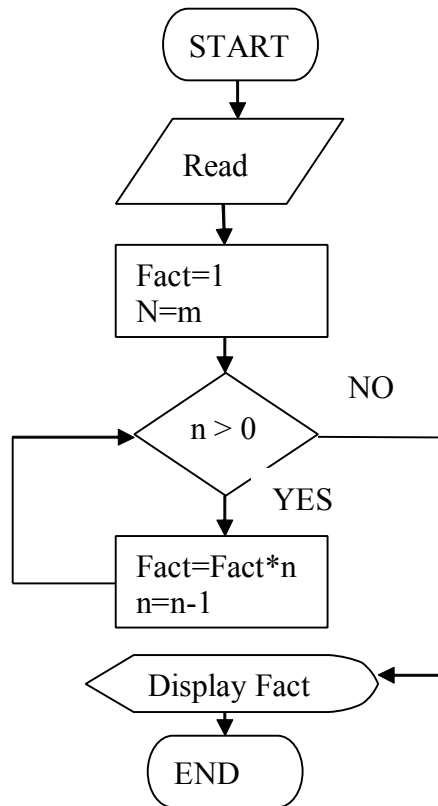 START
Read
Fact=1
N=m
NO
n > 0
YES
Fact=Fact*n
n=n-1
Display Fact
END